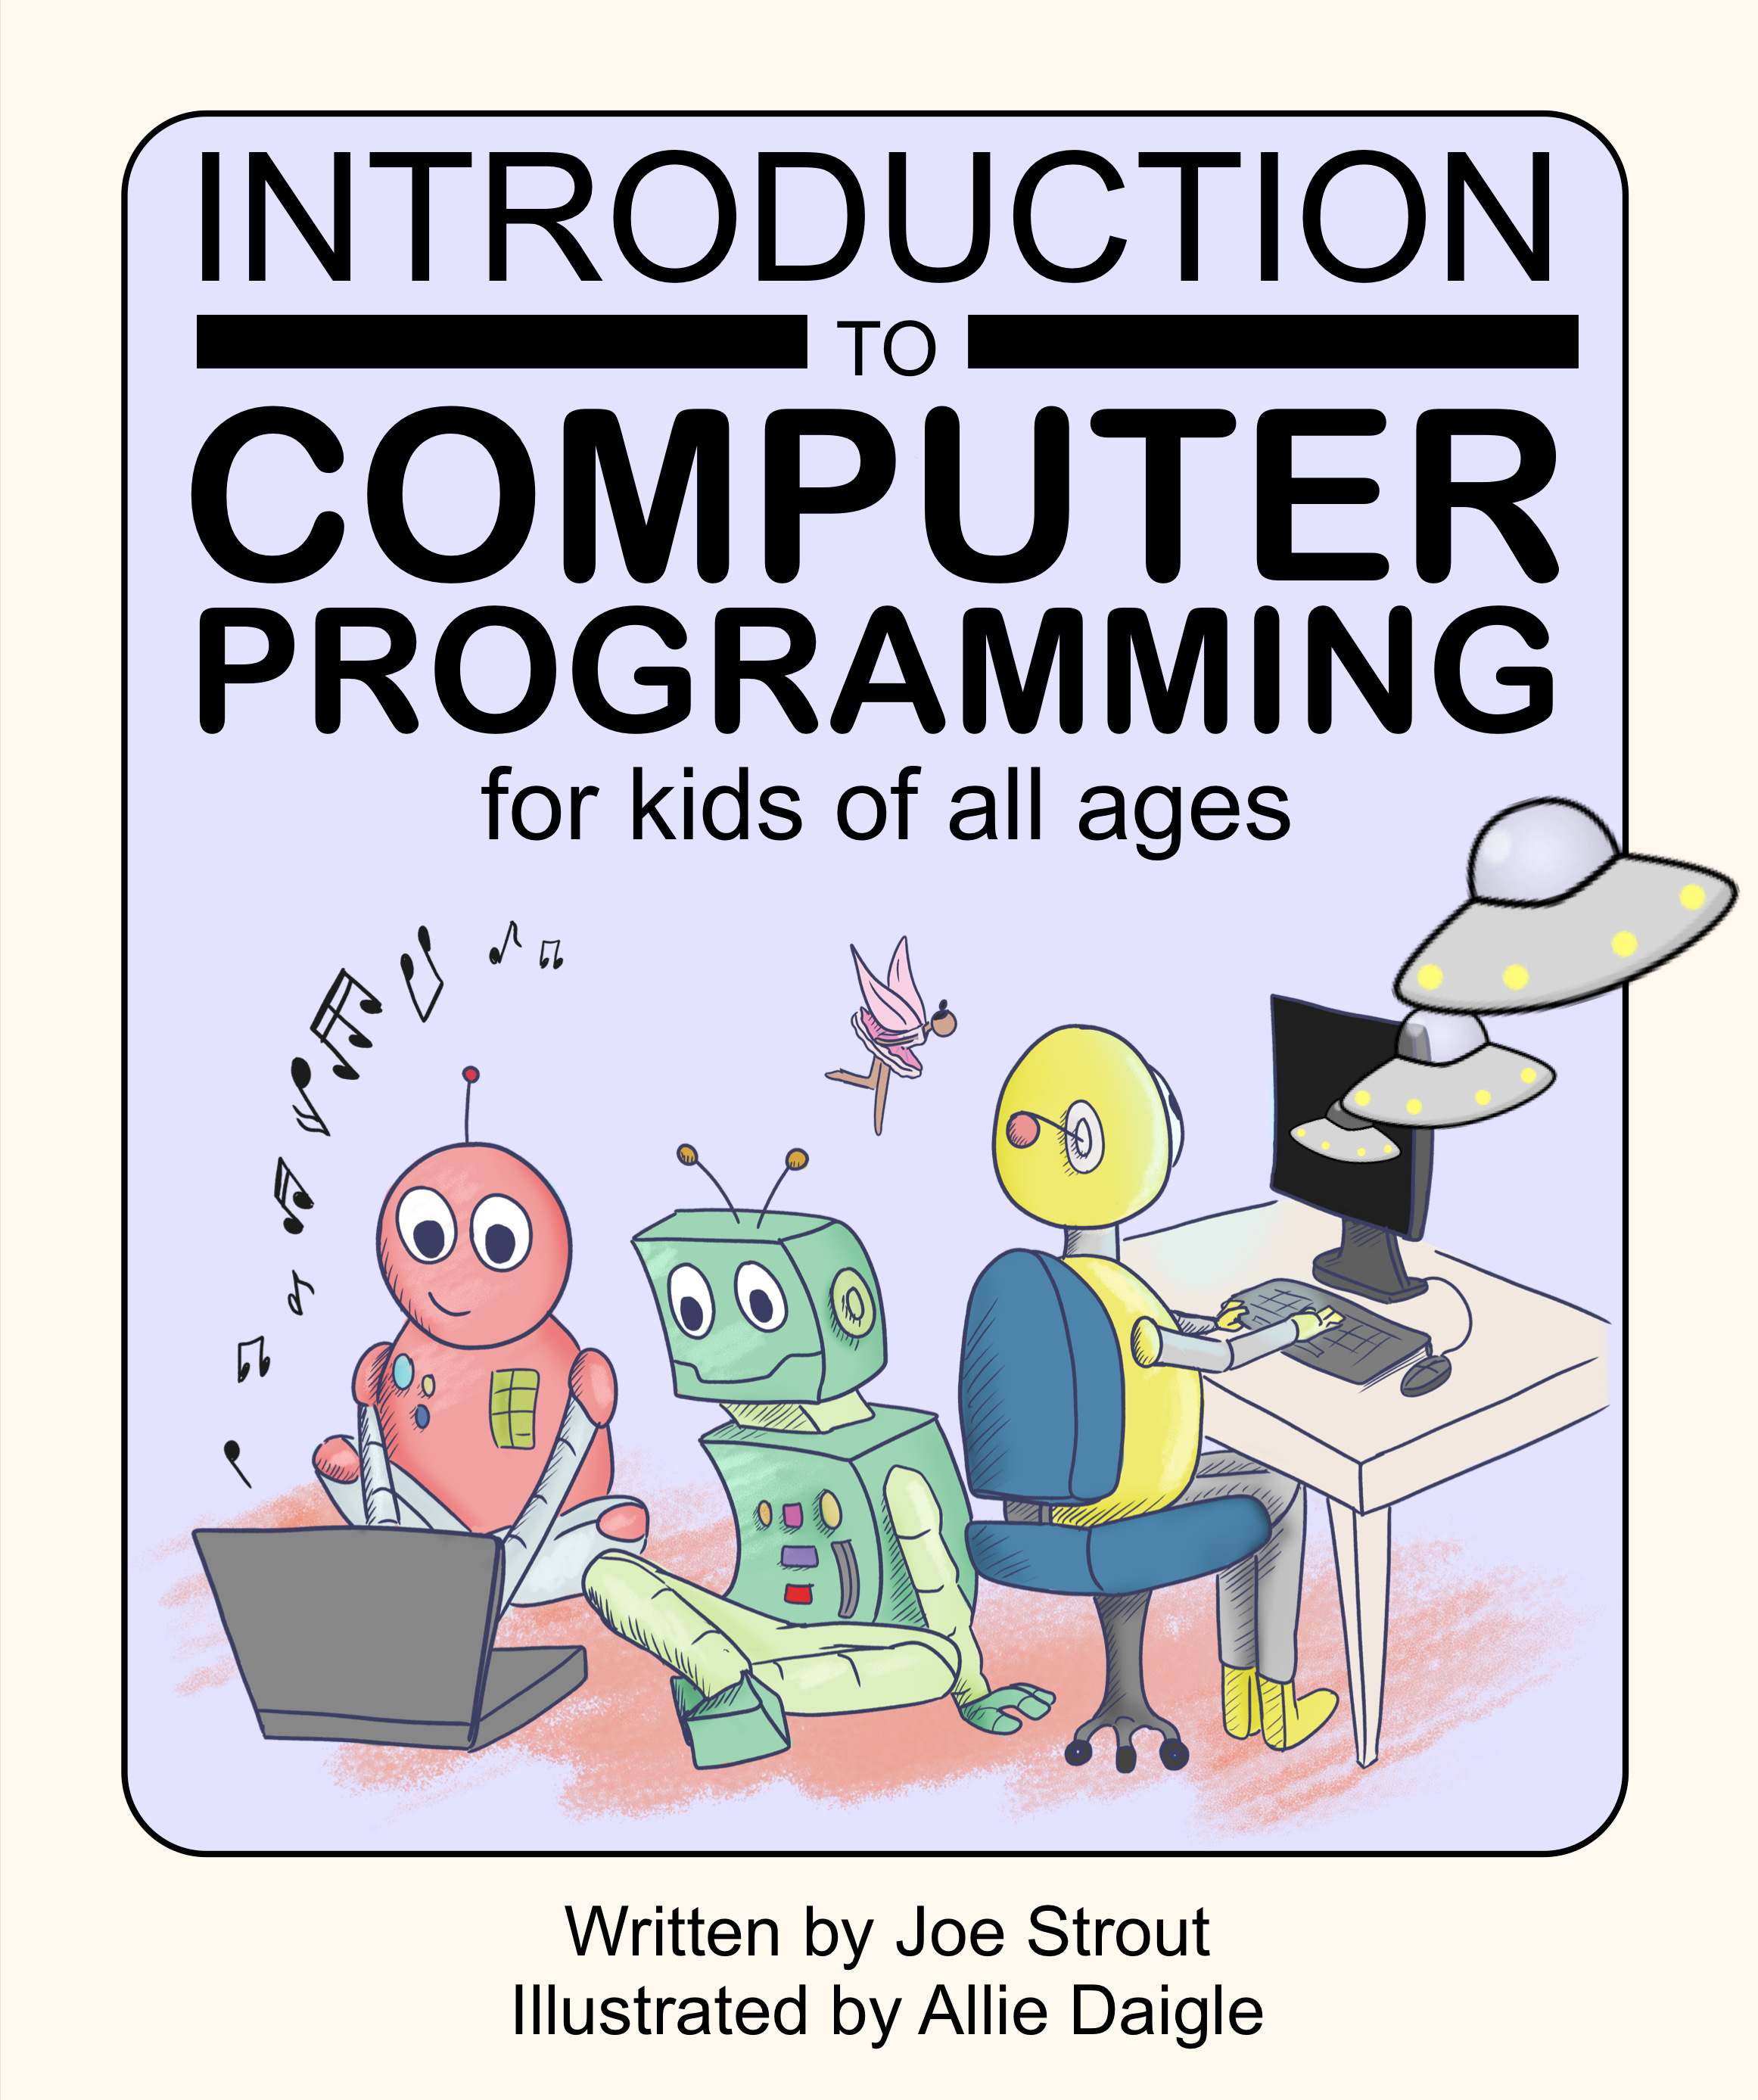 INTRODUCTION
TO
COMPUTER
PROGRAMMING
for kids of all ages
Written by Joe Strout
Illustrated by Allie Daigle